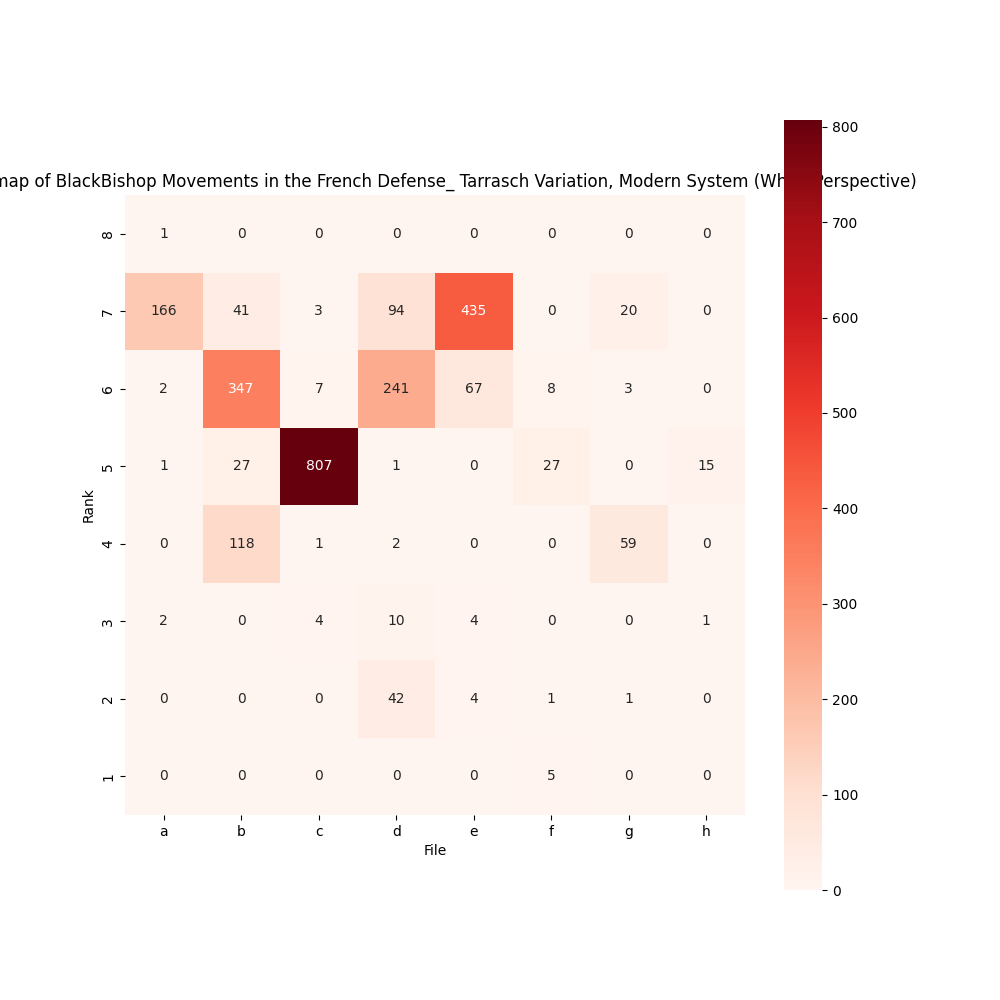 map of BlackBishop Movements in the French Defense_ Tarrasch Variation, Modern System (Wh Perspective)
8 1 0 0 0 0 0 0 0
7 166 41 3 94 435 0 20 0
6 2 347 7 241 67 8 3 0
5 1 27 807 1 0 27 0 15
4 0 118 1 2 0 0 59 0
3 2 0 4 10 4 0 0 1
2 0 0 0 42 4 1 1 0
1 0 0 0 0 0 5 0 0
a b c d e f g h
File
Rank
800
700
600
500
400
300
200
100
0